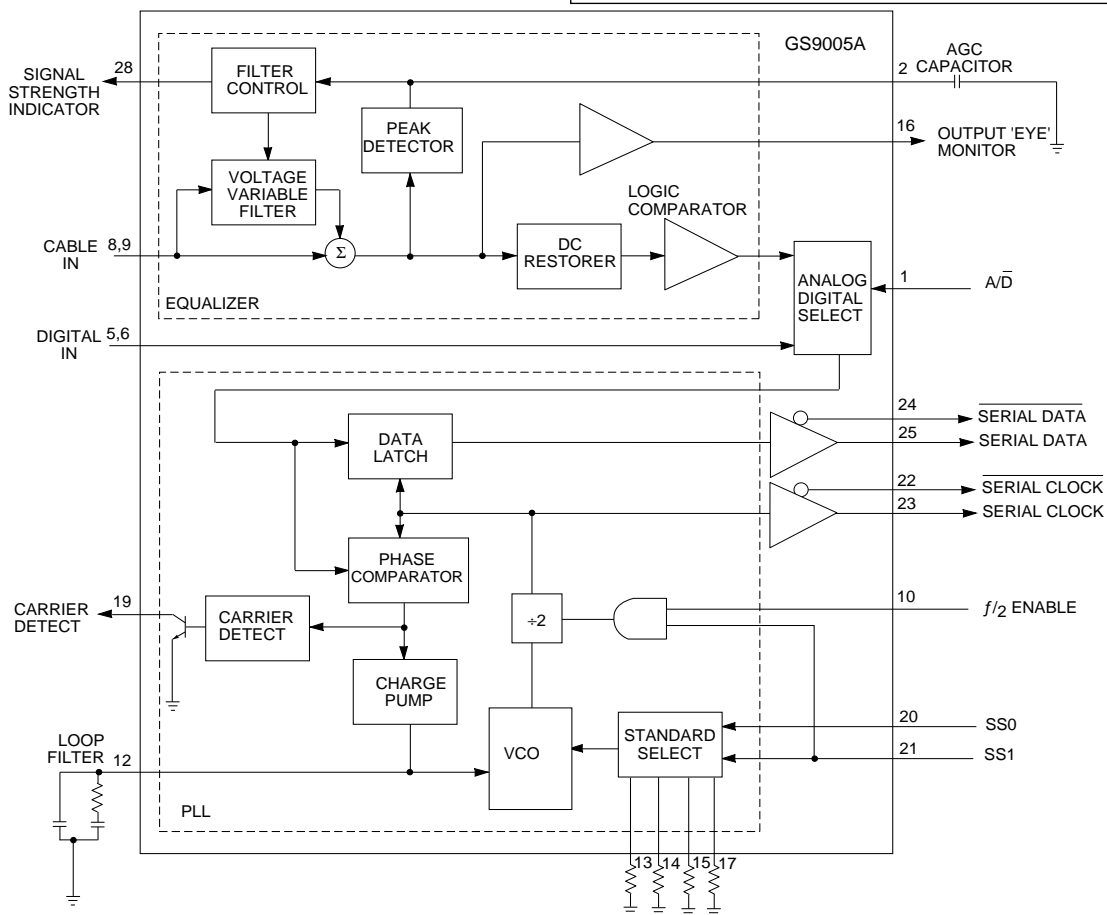 GS9005A
AGC
CAPACITOR
SIGNAL
STRENGTH
INDICATOR
28
FILTER
CONTROL
2
PEAK
DETECTOR
16
OUTPUT 'EYE'
MONITOR
VOLTAGE
VARIABLE
FILTER
LOGIC
COMPARATOR
CABLE
IN
8,9
Σ
DC
RESTORER
ANALOG
DIGITAL
SELECT
1
A/D̅
EQUALIZER
DIGITAL
IN
5,6
24
SERIAL DATA
25
SERIAL DATA
DATA
LATCH
22
SERIAL CLOCK
23
SERIAL CLOCK
PHASE
COMPARATOR
CARRIER
DETECT
19
CARRIER
DETECT
÷2
10
ƒ/2 ENABLE
CHARGE
PUMP
20
SS0
21
SS1
STANDARD
SELECT
VCO
LOOP
FILTER
12
PLL
13 14 15 17